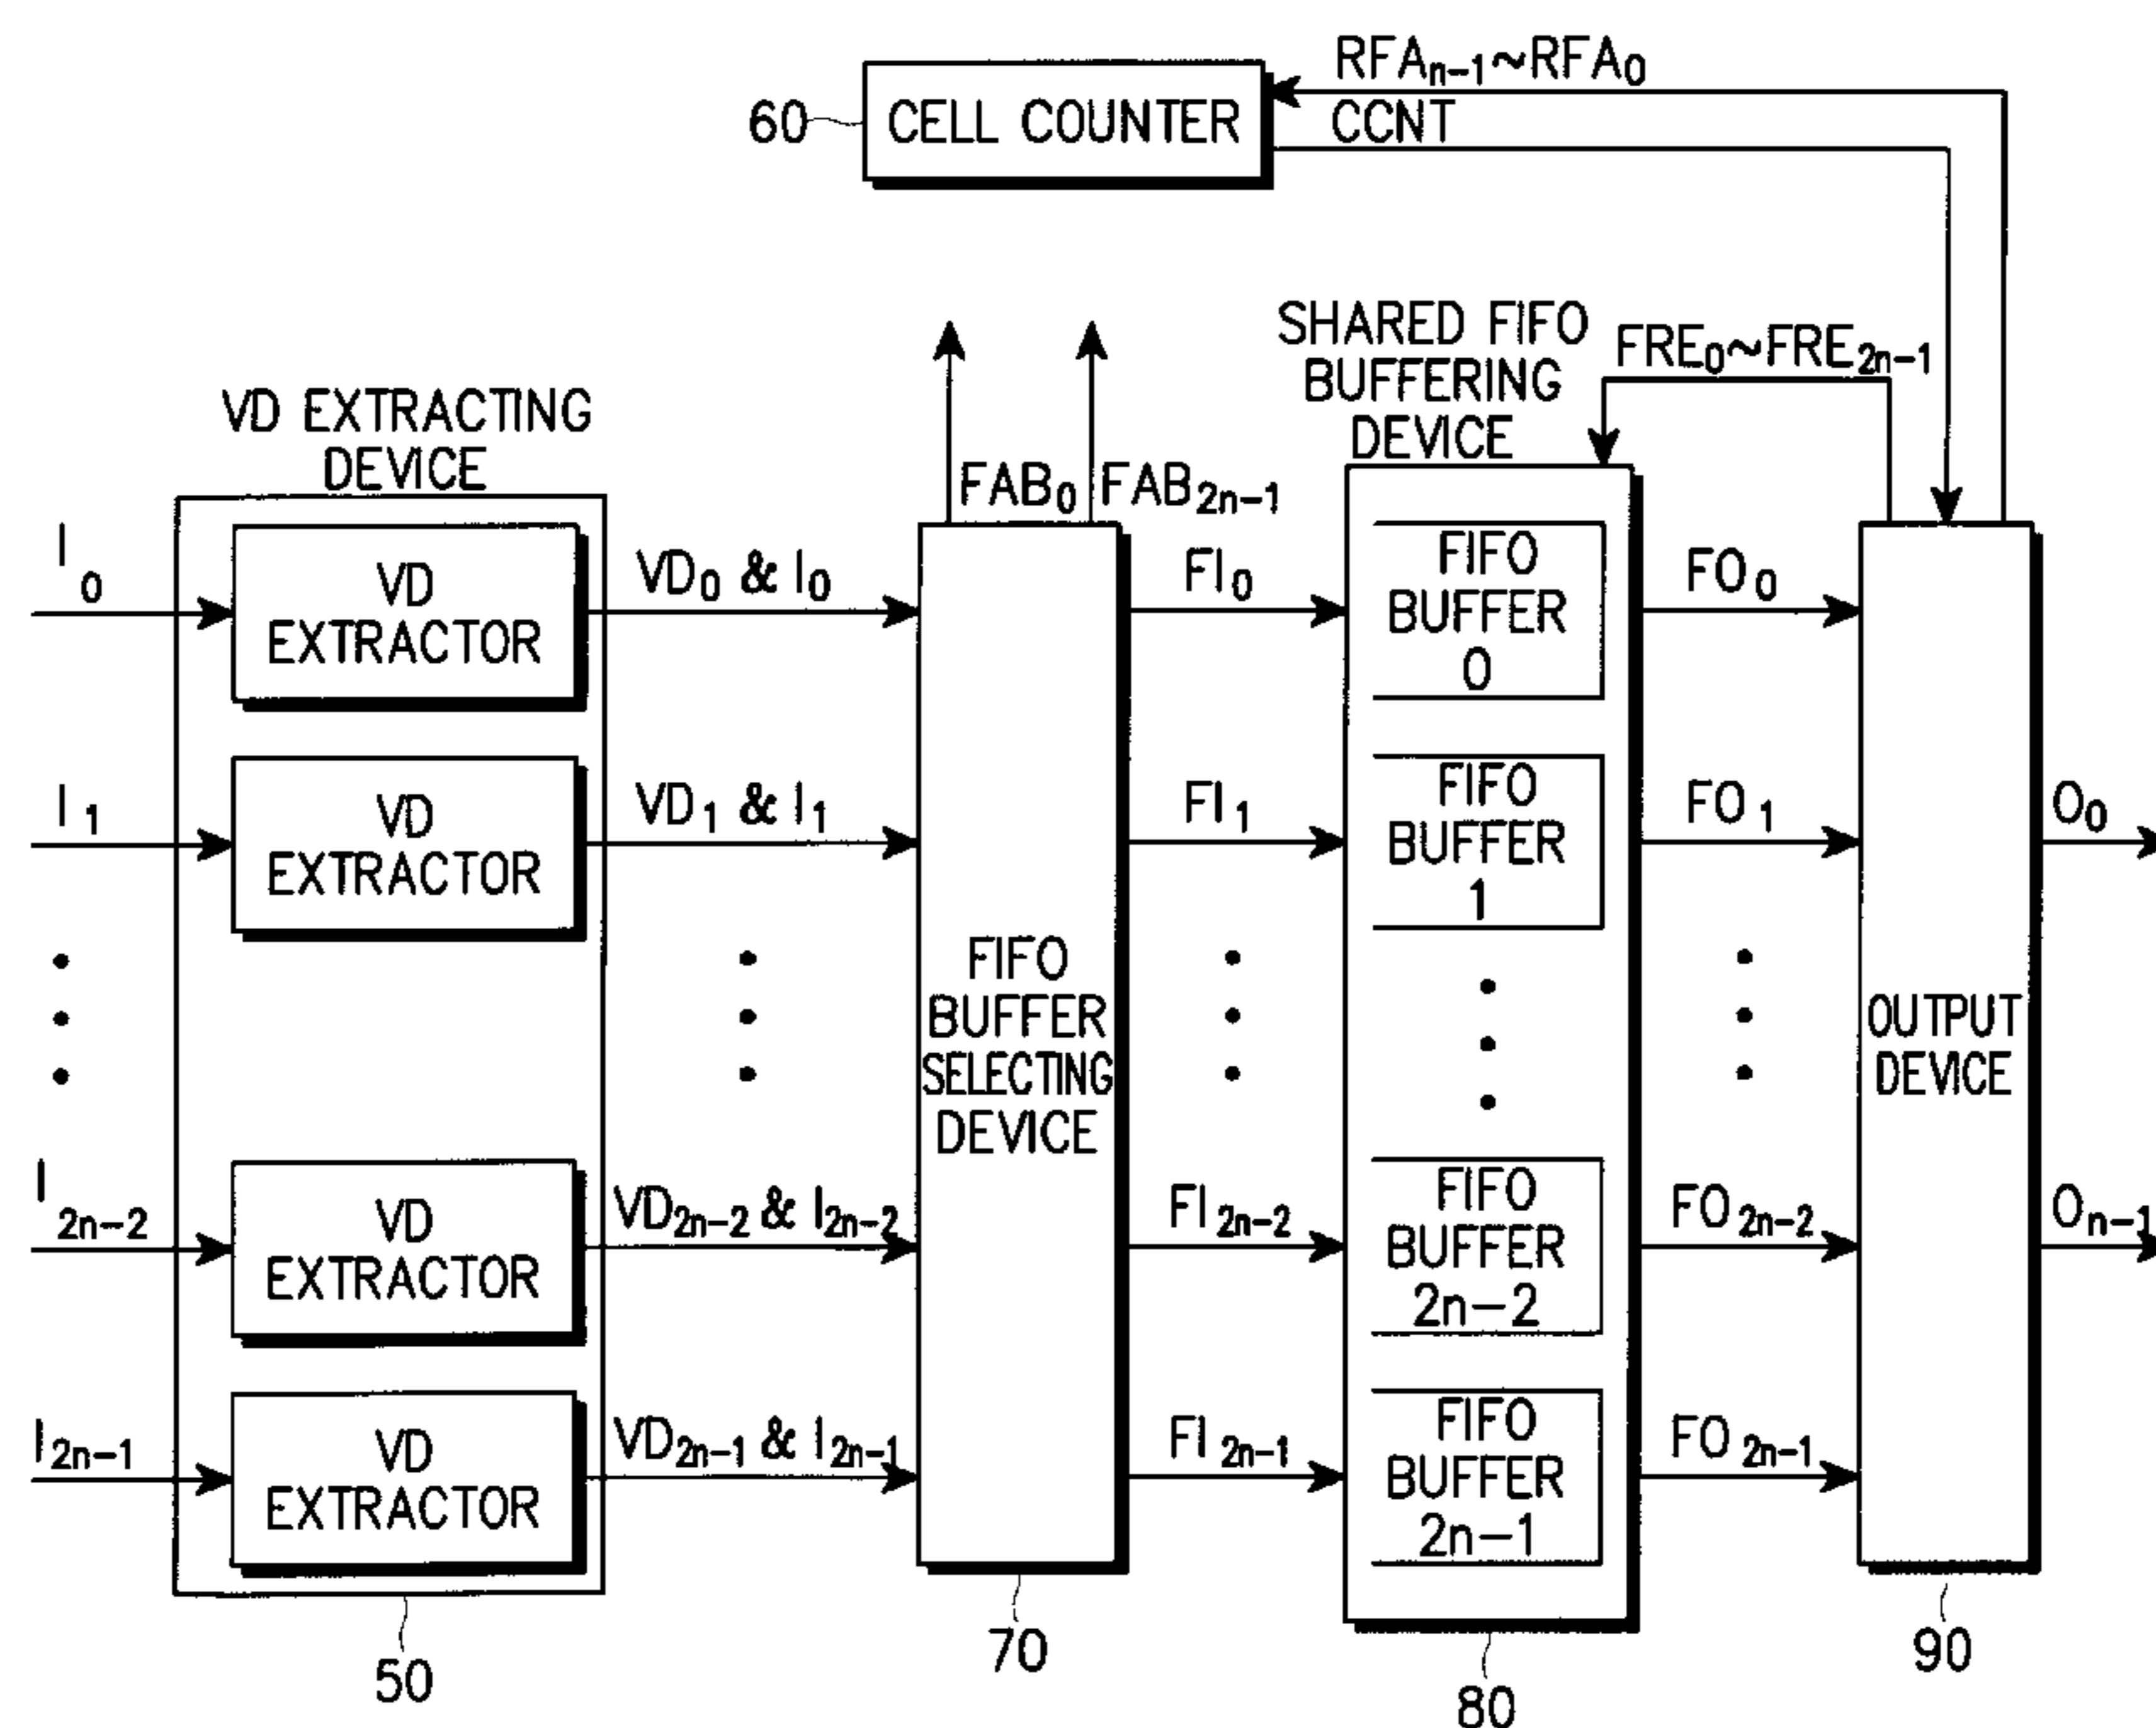 RFAn-1~RFA0
60
CELL COUNTER
CCNT
SHARED FIFO
BUFFERING
DEVICE
FRE0~FRE2n-1
VD EXTRACTING
DEVICE
FAB0
FAB2n-1
I0
VD
EXTRACTOR
VD0 & I0
FI0
FIFO
BUFFER
0
FO0
I1
VD
EXTRACTOR
VD1 & I1
FI1
FIFO
BUFFER
1
FO1
O0
FIFO
BUFFER
SELECTING
DEVICE
OUTPUT
DEVICE
I2n-2
VD
EXTRACTOR
VD2n-2 & I2n-2
FI2n-2
FIFO
BUFFER
2n-2
FO2n-2
On-1
I2n-1
VD
EXTRACTOR
VD2n-1 & I2n-1
FI2n-1
FIFO
BUFFER
2n-1
FO2n-1
50
70
80
90